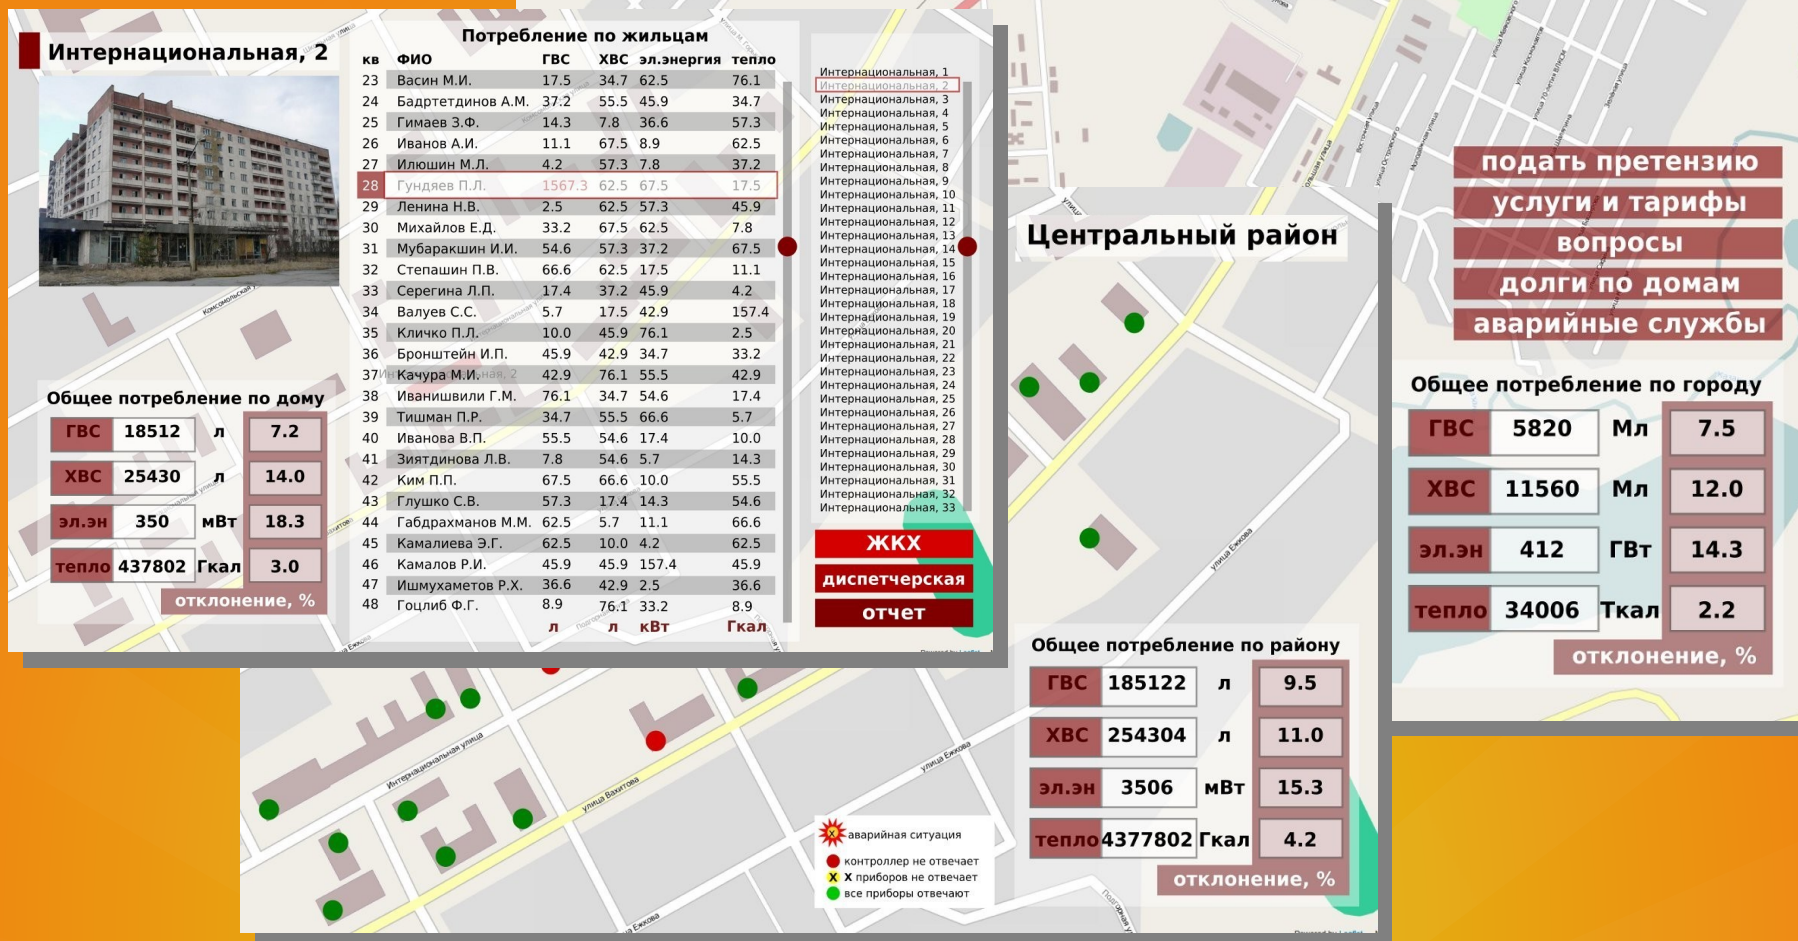 Интернациональная, 2
Общее потребление по дому
ГВС 18512 л 7.2
ХВС 25430 л 14.0
эл.эн 350 мВт 18.3
тепло 437802 Гкал 3.0
отклонение, %
Комсомольская
Потребление по жильцам
кв ФИО ГВС ХВС эл.энергия тепло
23 Васин М.И. 17.5 34.7 62.5 76.1
24 Бадртетдинов А.М. 37.2 55.5 45.9 34.7
25 Гимаев З.Ф. 14.3 7.8 36.6 57.3
26 Иванов А.И. 11.1 67.5 8.9 62.5
27 Илюшин М.Л. 4.2 57.3 7.8 37.2
28 Гундяев П.Л. 1567.3 62.5 67.5 17.5
29 Ленина Н.В. 2.5 62.5 57.3 45.9
30 Михайлов Е.Д. 33.2 67.5 62.5 7.8
31 Мубаракшин И.И. 54.6 57.3 37.2 67.5
32 Степашин П.В. 66.6 62.5 17.5 11.1
33 Серегина Л.П. 17.4 37.2 45.9 4.2
34 Валуев С.С. 5.7 17.5 42.9 157.4
35 Кличко П.Л. 10.0 45.9 76.1 2.5
36 Бронштейн И.П. 45.9 42.9 34.7 33.2
37 Качура М.И. 42.9 76.1 55.5 42.9
38 Иванишвили Г.М. 76.1 34.7 54.6 17.4
39 Тишман П.Р. 34.7 55.5 66.6 5.7
40 Иванова В.П. 55.5 54.6 17.4 10.0
41 Зиятдинова Л.В. 7.8 54.6 5.7 14.3
42 Ким П.П. 67.5 66.6 10.0 55.5
43 Глушко С.В. 57.3 17.4 14.3 54.6
44 Габдрахманов М.М. 62.5 5.7 11.1 66.6
45 Камалиева Э.Г. 62.5 10.0 4.2 62.5
46 Камалов Р.И. 45.9 45.9 157.4 45.9
47 Ишмухаметов Р.Х. 36.6 42.9 2.5 36.6
48 Гоцлиб Ф.Г. 8.9 76.1 33.2 8.9
л л кВт Гкал
Интернациональная, 1
Интернациональная, 2
Интернациональная, 3
Интернациональная, 4
Интернациональная, 5
Интернациональная, 6
Интернациональная, 7
Интернациональная, 8
Интернациональная, 9
Интернациональная, 10
Интернациональная, 11
Интернациональная, 12
Интернациональная, 13
Интернациональная, 14
Интернациональная, 15
Интернациональная, 16
Интернациональная, 17
Интернациональная, 18
Интернациональная, 19
Интернациональная, 20
Интернациональная, 21
Интернациональная, 22
Интернациональная, 23
Интернациональная, 24
Интернациональная, 25
Интернациональная, 26
Интернациональная, 27
Интернациональная, 28
Интернациональная, 29
Интернациональная, 30
Интернациональная, 31
Интернациональная, 32
Интернациональная, 33
ЖКХ
диспетчерская
отчет
Центральный район
улица Ежкова
Интернациональная улица
улица Вахитова
улица Ежкова
улица Ежкова
аварийная ситуация
контроллер не отвечает
X X приборов не отвечает
все приборы отвечают
Общее потребление по району
ГВС 185122 л 9.5
ХВС 254304 л 11.0
эл.эн 3506 мВт 15.3
тепло 4377802 Гкал 4.2
отклонение, %
подать претензию
услуги и тарифы
вопросы
долги по домам
аварийные службы
Общее потребление по городу
ГВС 5820 Мл 7.5
ХВС 11560 Мл 12.0
эл.эн 412 ГВт 14.3
тепло 34006 Ткал 2.2
отклонение, %